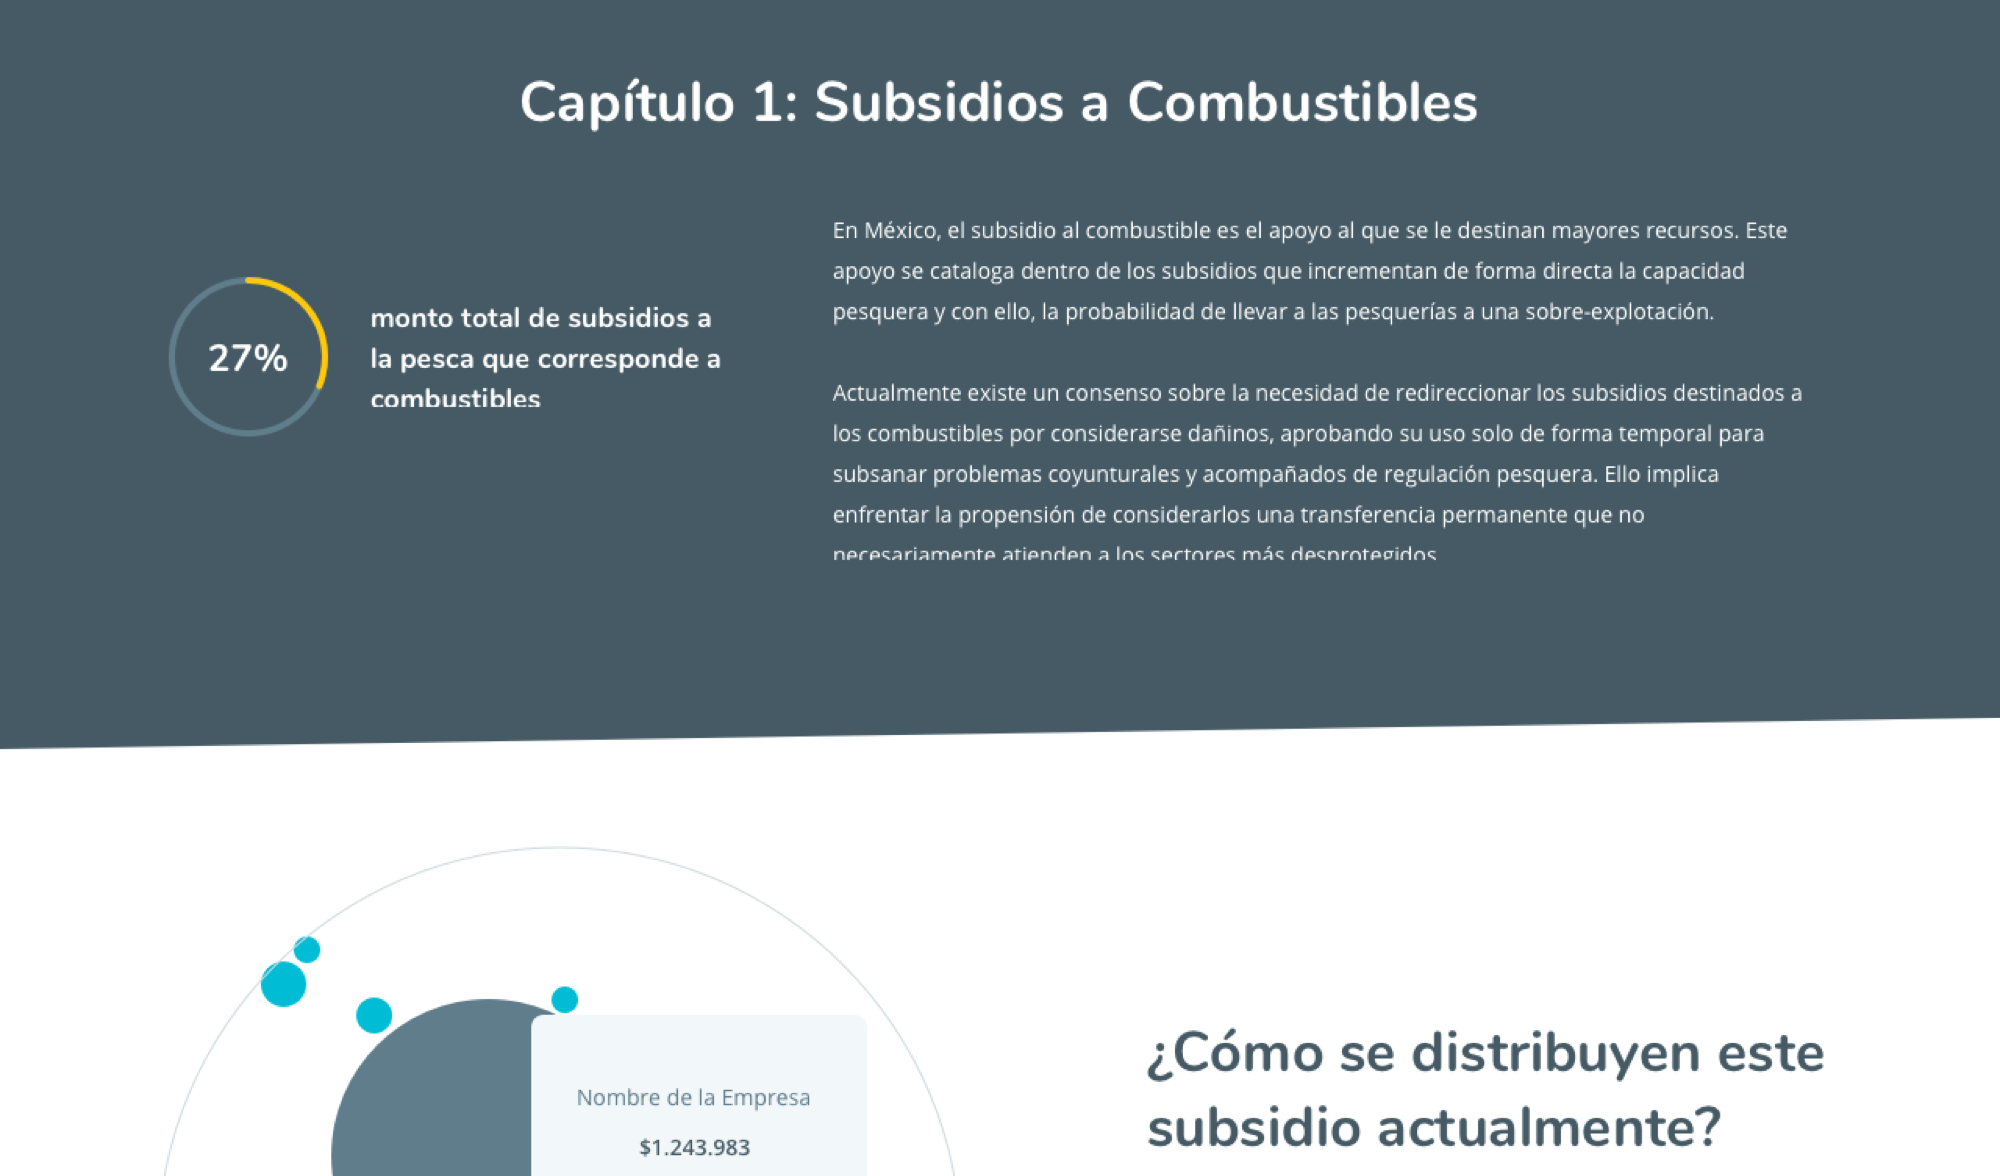 Capítulo 1: Subsidios a Combustibles
27%
monto total de subsidios a
la pesca que corresponde a
combustibles
En México, el subsidio al combustible es el apoyo al que se le destinan mayores recursos. Este
apoyo se cataloga dentro de los subsidios que incrementan de forma directa la capacidad
pesquera y con ello, la probabilidad de llevar a las pesquerías a una sobre-explotación.
Actualmente existe un consenso sobre la necesidad de redireccionar los subsidios destinados a
los combustibles por considerarse dañinos, aprobando su uso solo de forma temporal para
subsanar problemas coyunturales y acompañados de regulación pesquera. Ello implica
enfrentar la propensión de considerarlos una transferencia permanente que no
necesariamente atienden a los sectores más desprotegidos
Nombre de la Empresa
$1.243.983
¿Cómo se distribuyen este
subsidio actualmente?